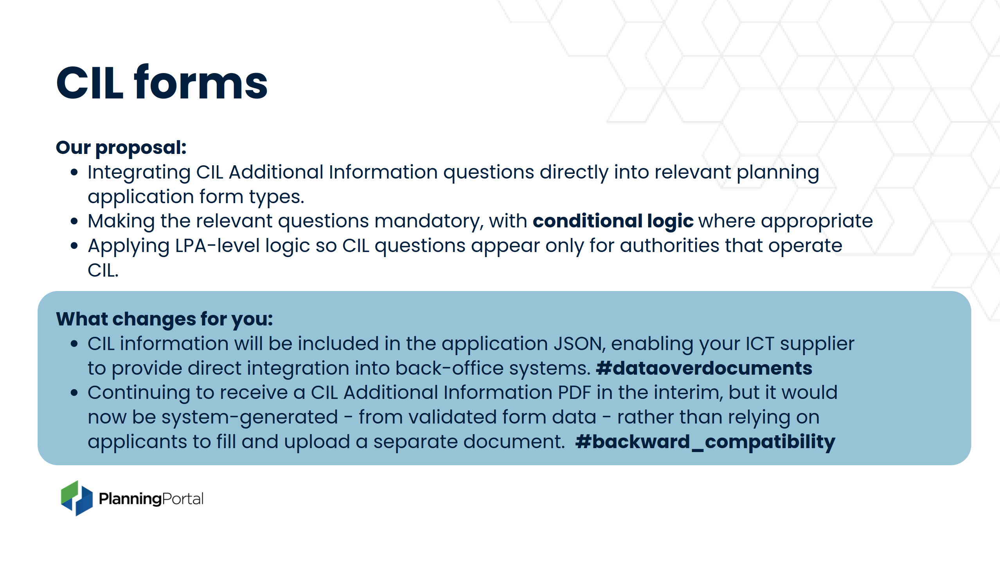 CIL forms
Our proposal:
• Integrating CIL Additional Information questions directly into relevant planning
application form types.
• Making the relevant questions mandatory, with conditional logic where appropriate
• Applying LPA-level logic so CIL questions appear only for authorities that operate
CIL.
What changes for you:
• CIL information will be included in the application JSON, enabling your ICT supplier
to provide direct integration into back-office systems. #dataoverdocuments
• Continuing to receive a CIL Additional Information PDF in the interim, but it would
now be system-generated - from validated form data - rather than relying on
applicants to fill and upload a separate document.  #backward_compatibility
PlanningPortal